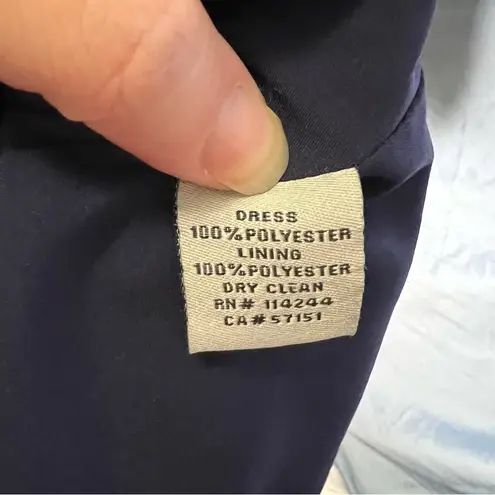 DRESS
100% POLYESTER
LINING
100% POLYESTER
DRY CLEAN
RN# 114244
CA# 57151